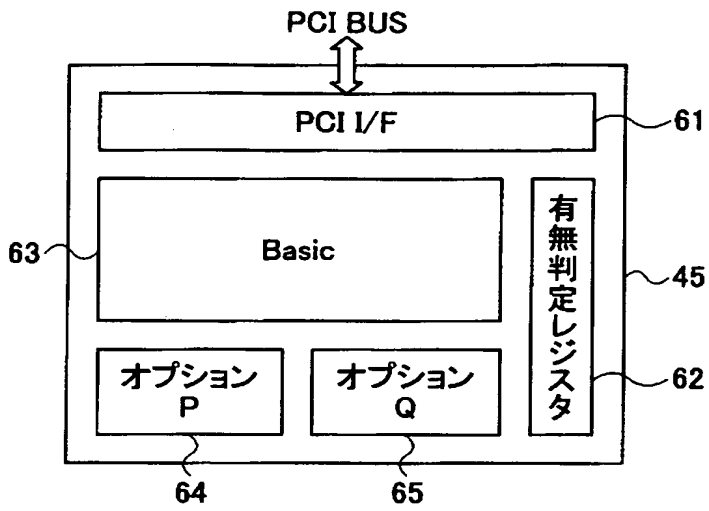 PCI BUS
PCI I/F
61
Basic
63
有無判定レジスタ
45
62
オプション
P
オプション
Q
64
65